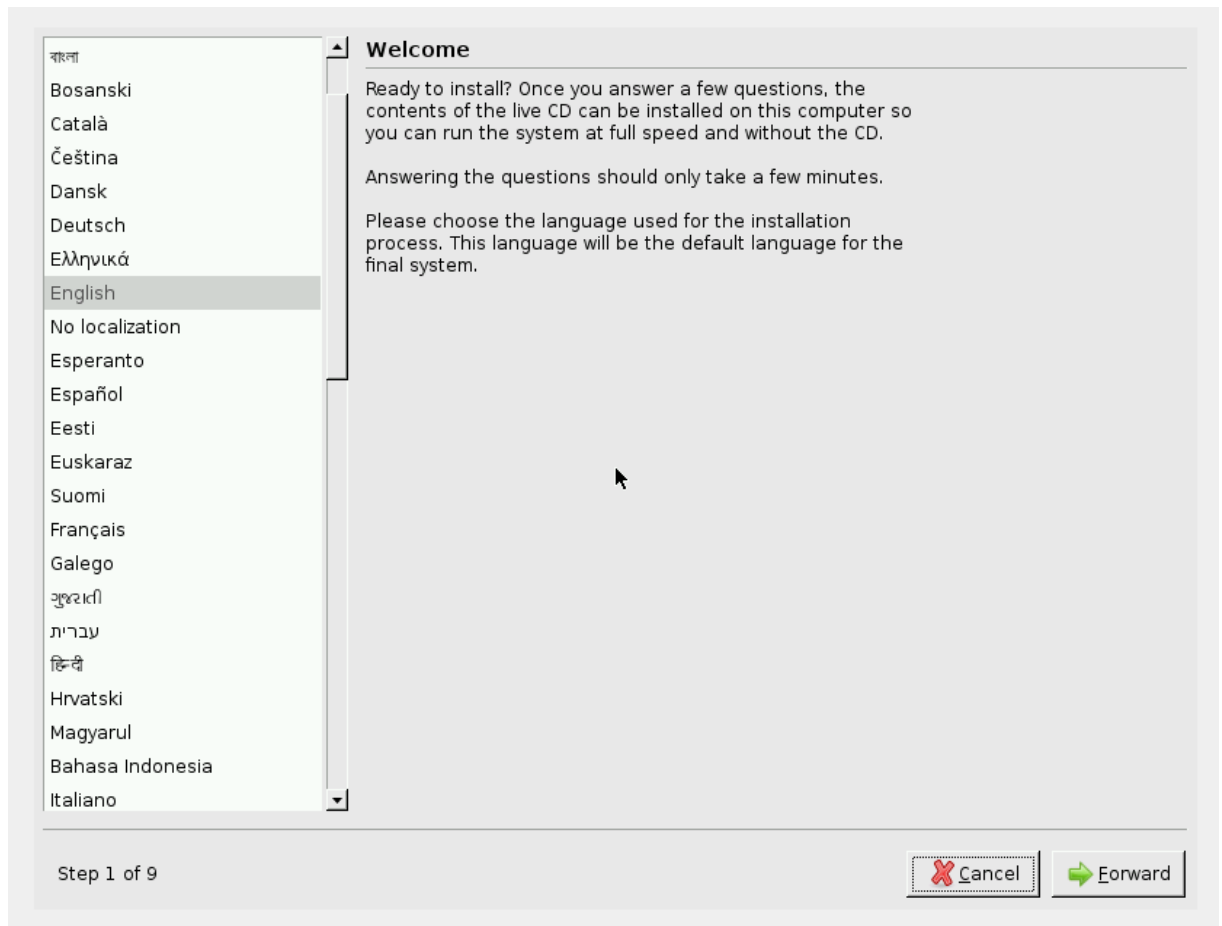 বাংলা
Bosanski
Català
Čeština
Dansk
Deutsch
Ελληνικά
English
No localization
Esperanto
Español
Eesti
Euskaraz
Suomi
Français
Galego
ગુજરાતી
עברית
हिन्दी
Hrvatski
Magyarul
Bahasa Indonesia
Italiano
Welcome
Ready to install? Once you answer a few questions, the
contents of the live CD can be installed on this computer so
you can run the system at full speed and without the CD.
Answering the questions should only take a few minutes.
Please choose the language used for the installation
process. This language will be the default language for the
final system.
Step 1 of 9
Cancel
Forward